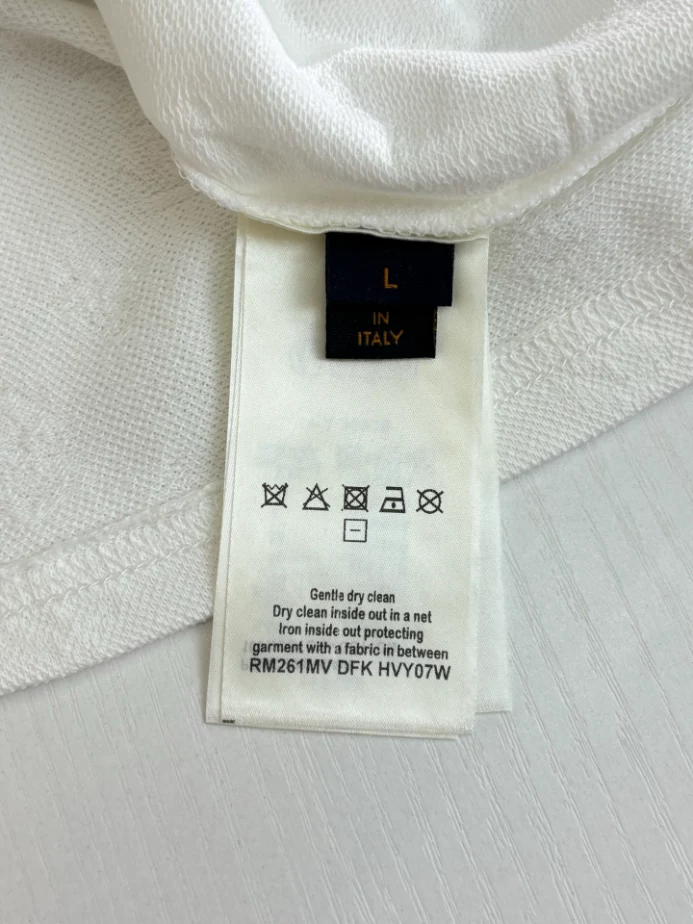 L
IN
ITALY
Gentle dry clean
Dry clean inside out in a net
Iron inside out protecting
garment with a fabric in between
RM261MV DFK HVY07W